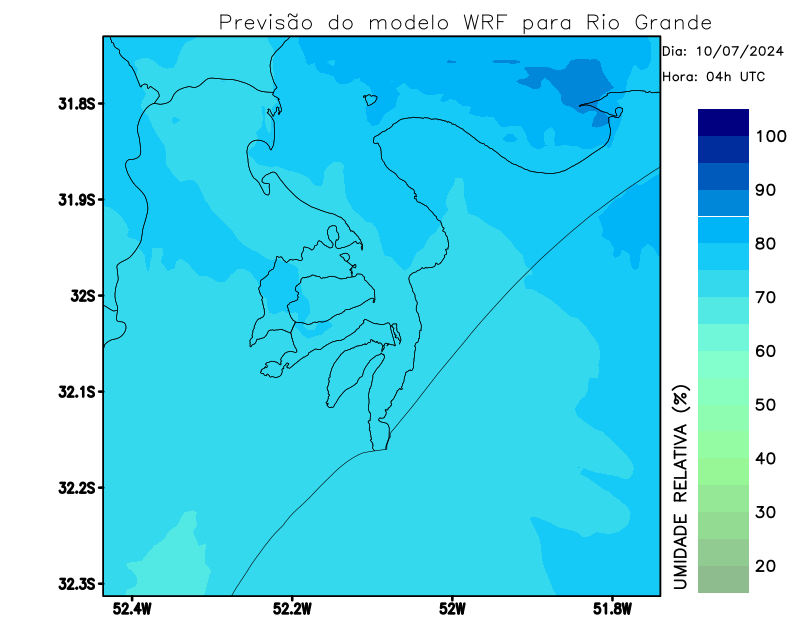 Previsão do modelo WRF para Rio Grande
Dia: 10/07/2024
Hora: 04h UTC
31.8S
31.9S
32S
32.1S
32.2S
32.3S
52.4W
52.2W
52W
51.8W
UMIDADE RELATIVA (%)
100
90
80
70
60
50
40
30
20